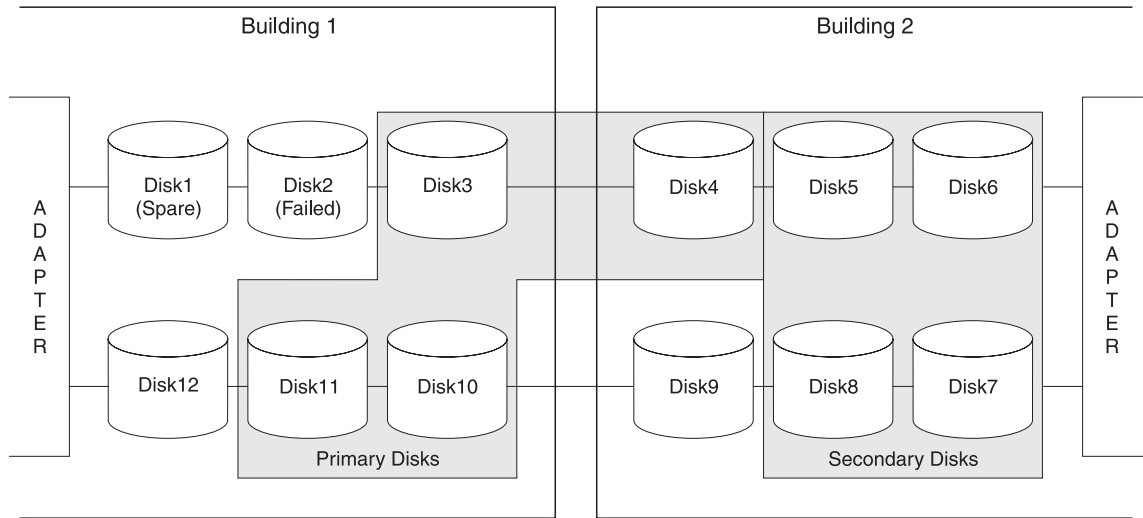 Building 1
Building 2
ADAPTER
Disk1
(Spare)
Disk2
(Failed)
Disk3
Disk4
Disk5
Disk6
ADAPTER
Disk12
Disk11
Disk10
Disk9
Disk8
Disk7
Primary Disks
Secondary Disks